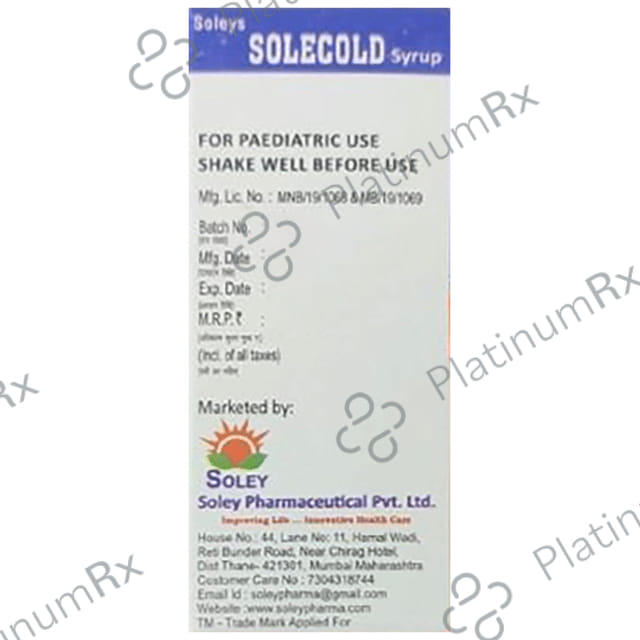 Soleys
SOLECOLD Syrup
FOR PAEDIATRIC USE
SHAKE WELL BEFORE USE
Mfg. Lic. No. : MNB/19/1068 & MB/19/1069
Batch No.
Mfg. Date :
Exp. Date :
M.R.P.₹ :
(Incl. of all taxes)
Marketed by:
SOLEY
Soley Pharmaceutical Pvt. Ltd.
Improving Life ... Innovative Health Care
House No.: 44, Lane No: 11, Hamal Wadi,
Reti Bunder Road, Near Chirag Hotel,
Dist Thane- 421301, Mumbai Maharashtra
Customer Care No : 7304318744
Email Id : soleypharma@gmail.com
Website :www.soleypharma.com
TM - Trade Mark Applied For
PlatinumRx
PlatinumRx
PlatinumRx
PlatinumRx